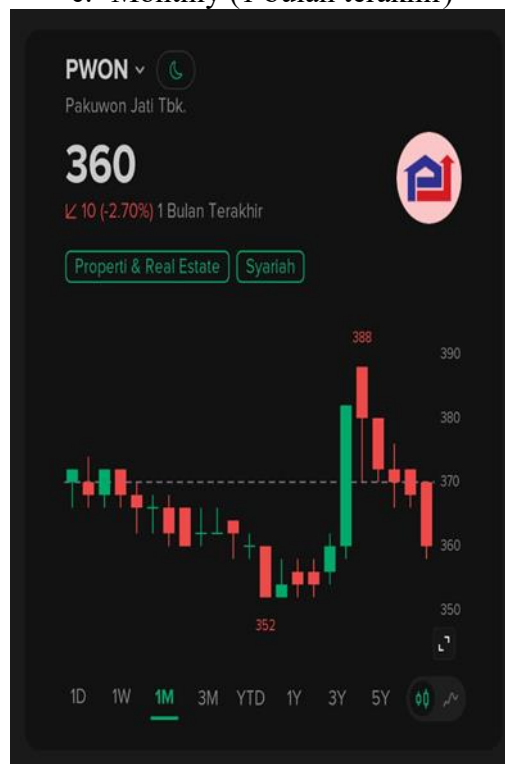 PWON
Pakuwon Jati Tbk.
360
10 (-2.70%) 1 Bulan Terakhir
Properti & Real Estate
Syariah
388
390
380
370
360
350
352
1D 1W 1M 3M YTD 1Y 3Y 5Y